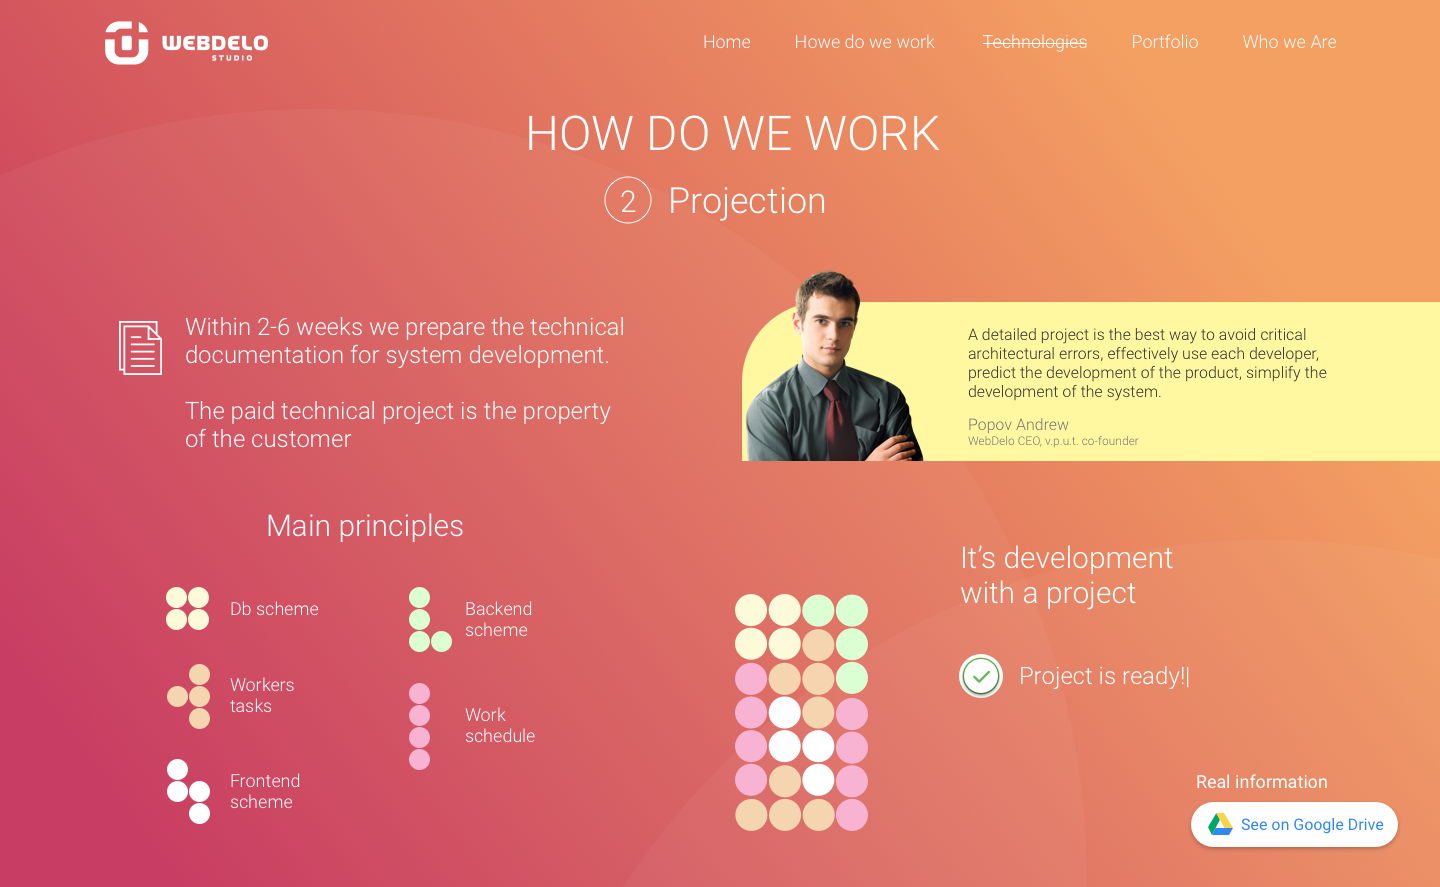 WEBDELO
STUDIO
Home
Howe do we work
Technologies
Portfolio
Who we Are
HOW DO WE WORK
2 Projection
Within 2-6 weeks we prepare the technical
documentation for system development.
The paid technical project is the property
of the customer
A detailed project is the best way to avoid critical
architectural errors, effectively use each developer,
predict the development of the product, simplify the
development of the system.
Popov Andrew
WebDelo CEO, v.p.u.t. co-founder
Main principles
Db scheme
Workers
tasks
Frontend
scheme
Backend
scheme
Work
schedule
It’s development
with a project
Project is ready!|
Real information
See on Google Drive